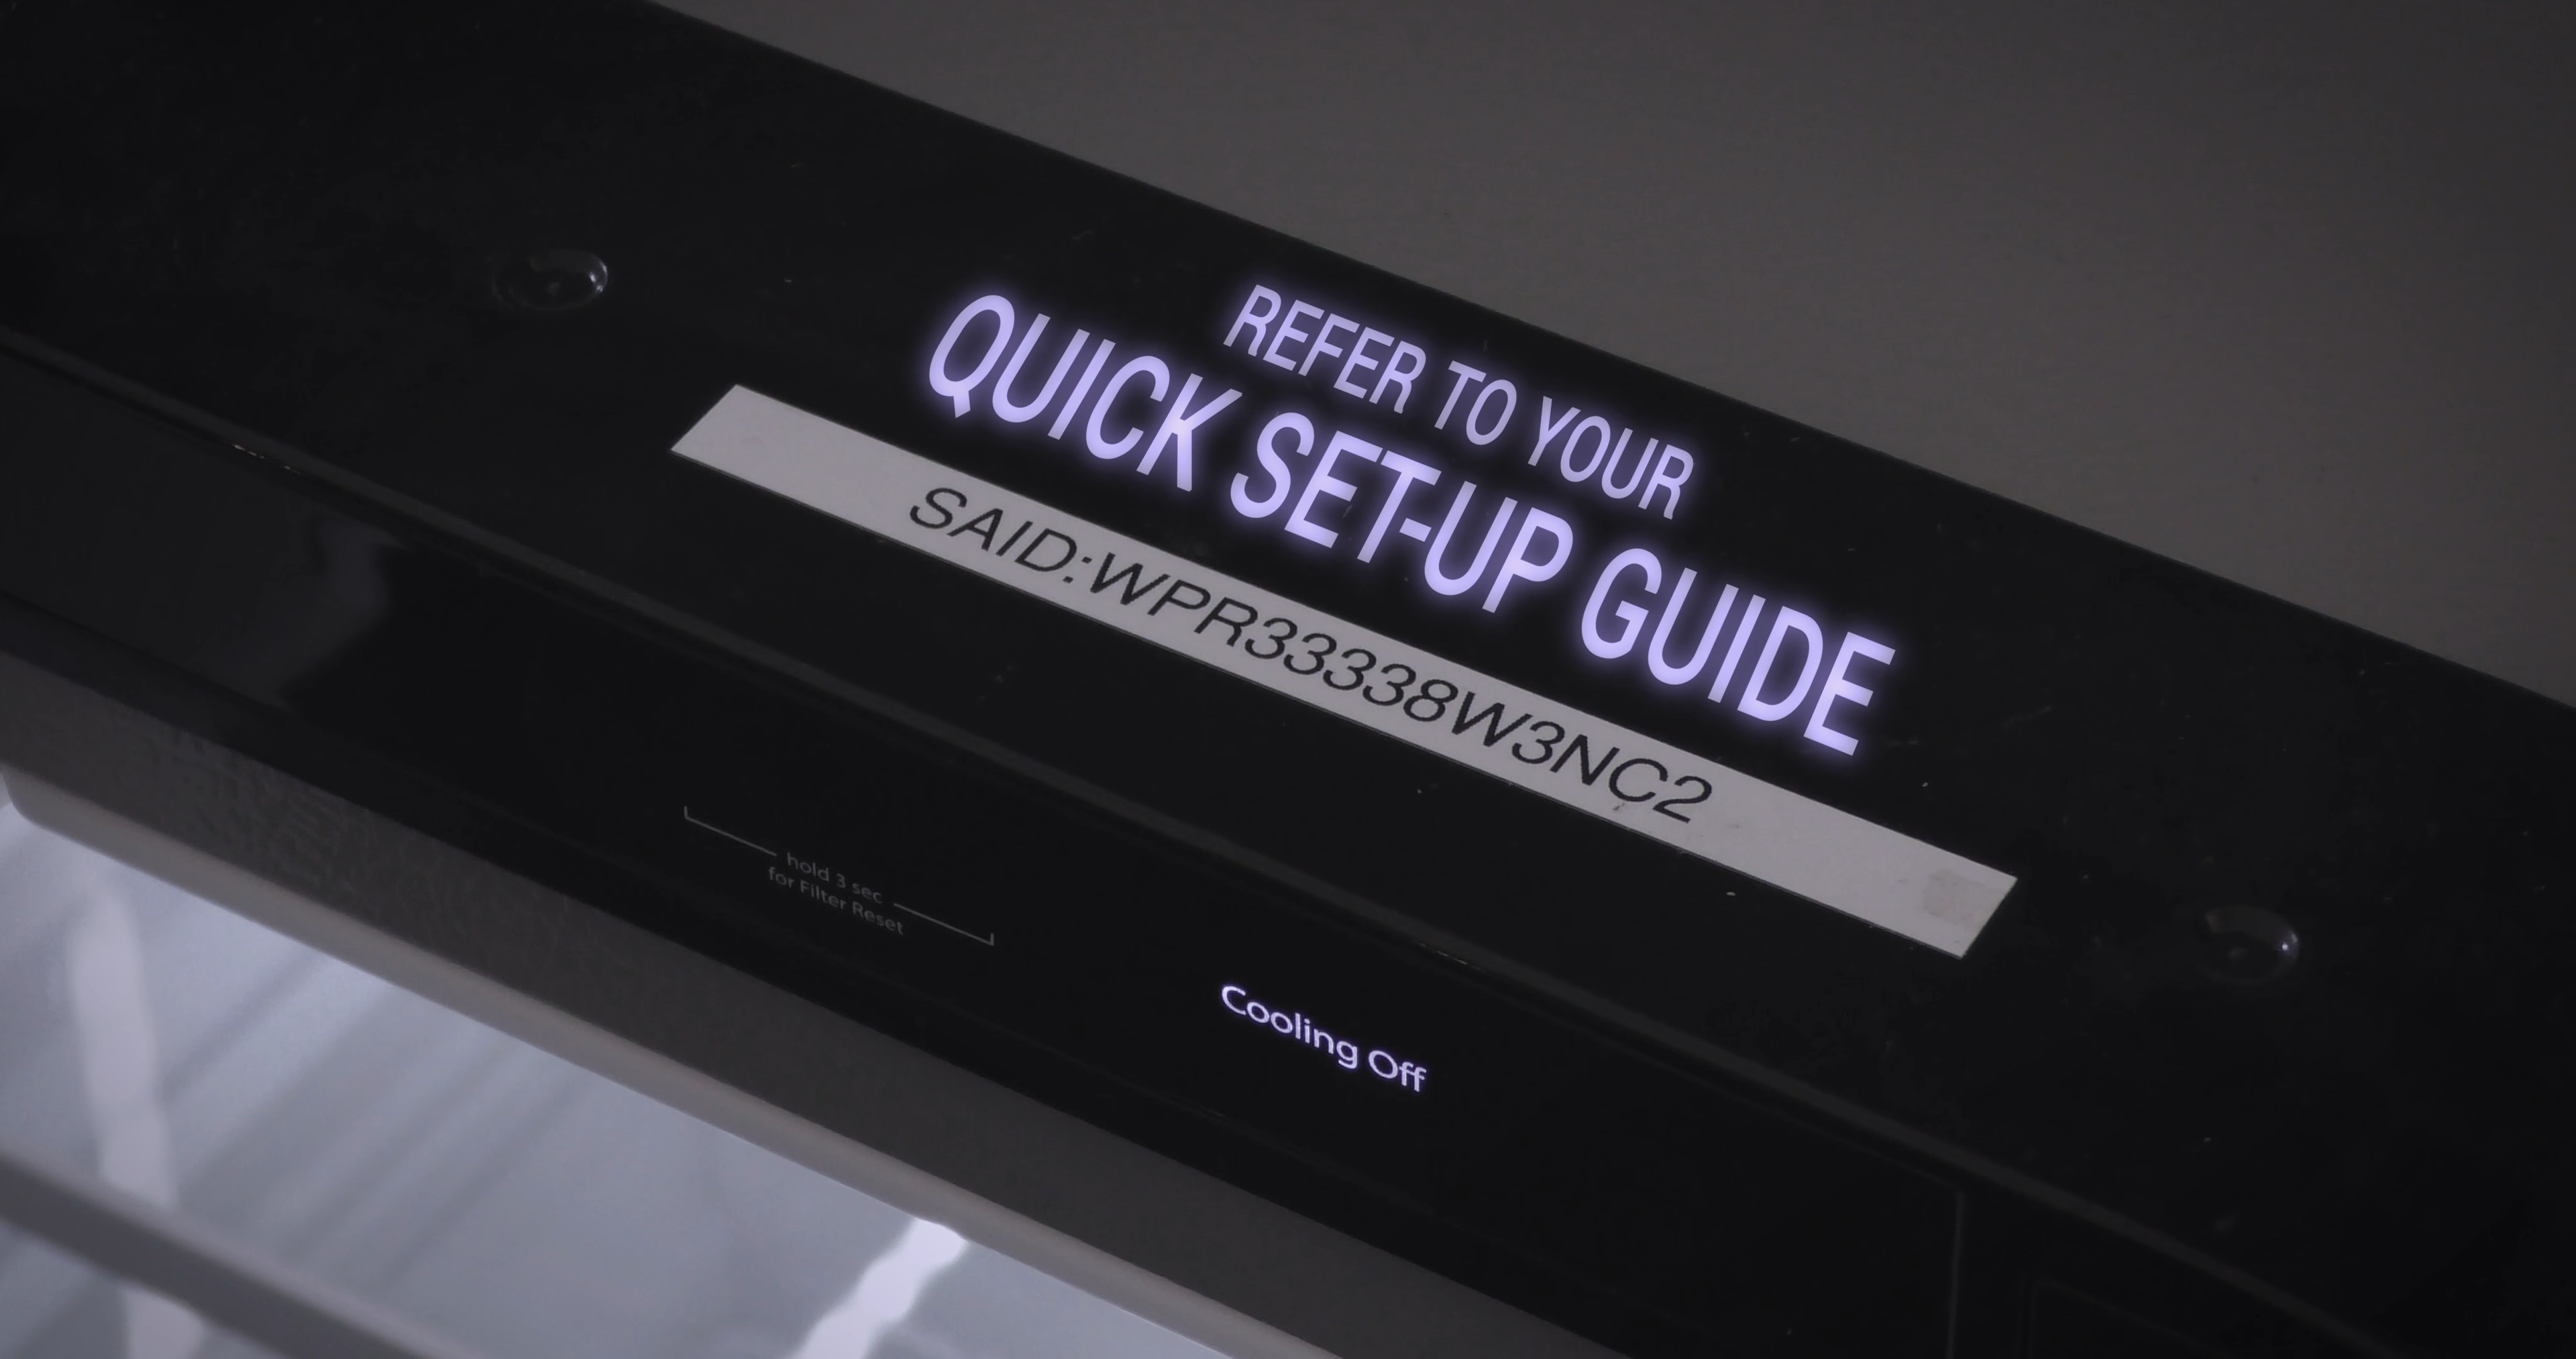 REFER TO YOUR
QUICK SET-UP GUIDE
SAID:WPR33338W3NC2
hold 3 sec
for Filter Reset
Cooling Off